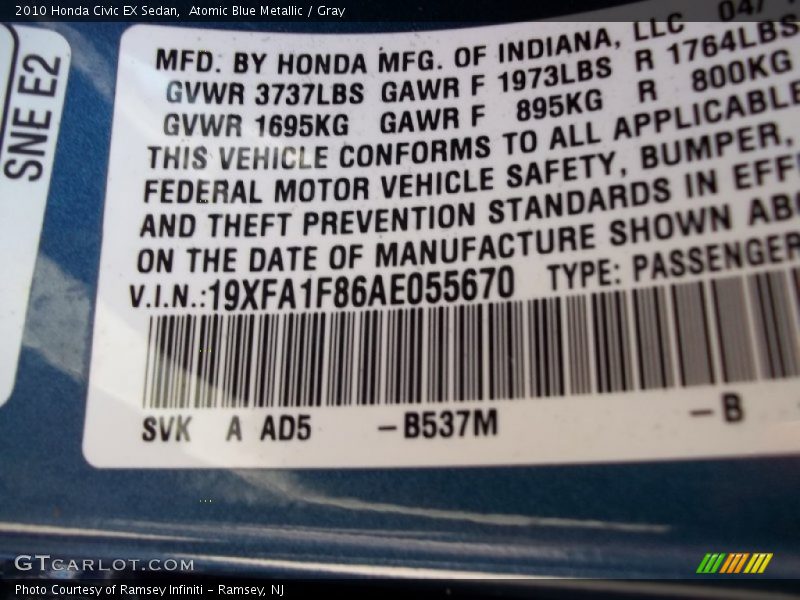 2010 Honda Civic EX Sedan, Atomic Blue Metallic / Gray
SNE E2
MFD. BY HONDA MFG. OF INDIANA, LLC 04/
GVWR 3737LBS GAWR F 1973LBS R 1764LBS
GVWR 1695KG GAWR F 895KG R 800KG
THIS VEHICLE CONFORMS TO ALL APPLICABLE
FEDERAL MOTOR VEHICLE SAFETY, BUMPER,
AND THEFT PREVENTION STANDARDS IN EFF
ON THE DATE OF MANUFACTURE SHOWN ABO
V.I.N.:19XFA1F86AE055670 TYPE: PASSENGER
SVK A AD5 -B537M -B
GTCARLOT.COM
Photo Courtesy of Ramsey Infiniti - Ramsey, NJ